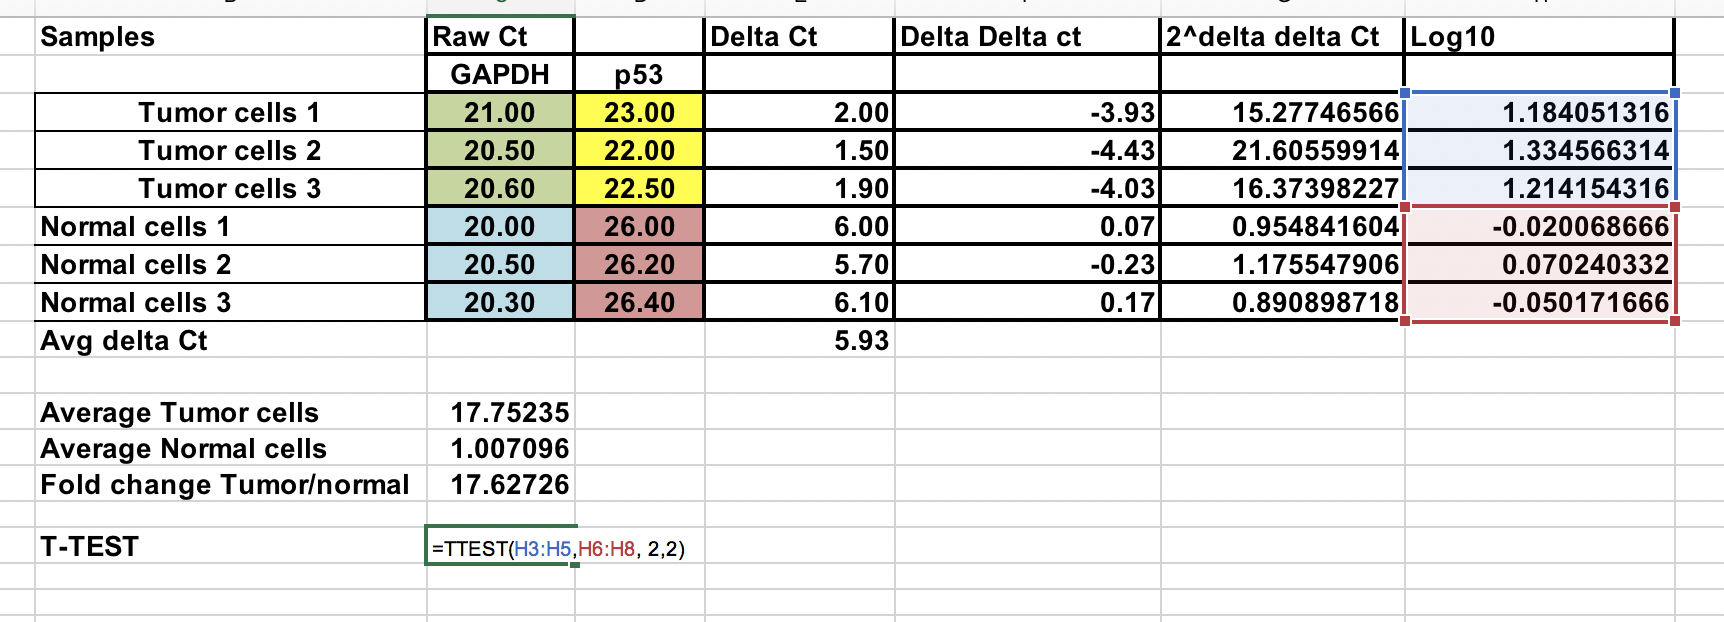 Samples Raw Ct Delta Ct Delta Delta ct 2^delta delta Ct Log10
GAPDH p53
Tumor cells 1 21.00 23.00 2.00 -3.93 15.27746566 1.184051316
Tumor cells 2 20.50 22.00 1.50 -4.43 21.60559914 1.334566314
Tumor cells 3 20.60 22.50 1.90 -4.03 16.37398227 1.214154316
Normal cells 1 20.00 26.00 6.00 0.07 0.954841604 -0.020068666
Normal cells 2 20.50 26.20 5.70 -0.23 1.175547906 0.070240332
Normal cells 3 20.30 26.40 6.10 0.17 0.890898718 -0.050171666
Avg delta Ct 5.93
Average Tumor cells 17.75235
Average Normal cells 1.007096
Fold change Tumor/normal 17.62726
T-TEST =TTEST(H3:H5,H6:H8, 2,2)